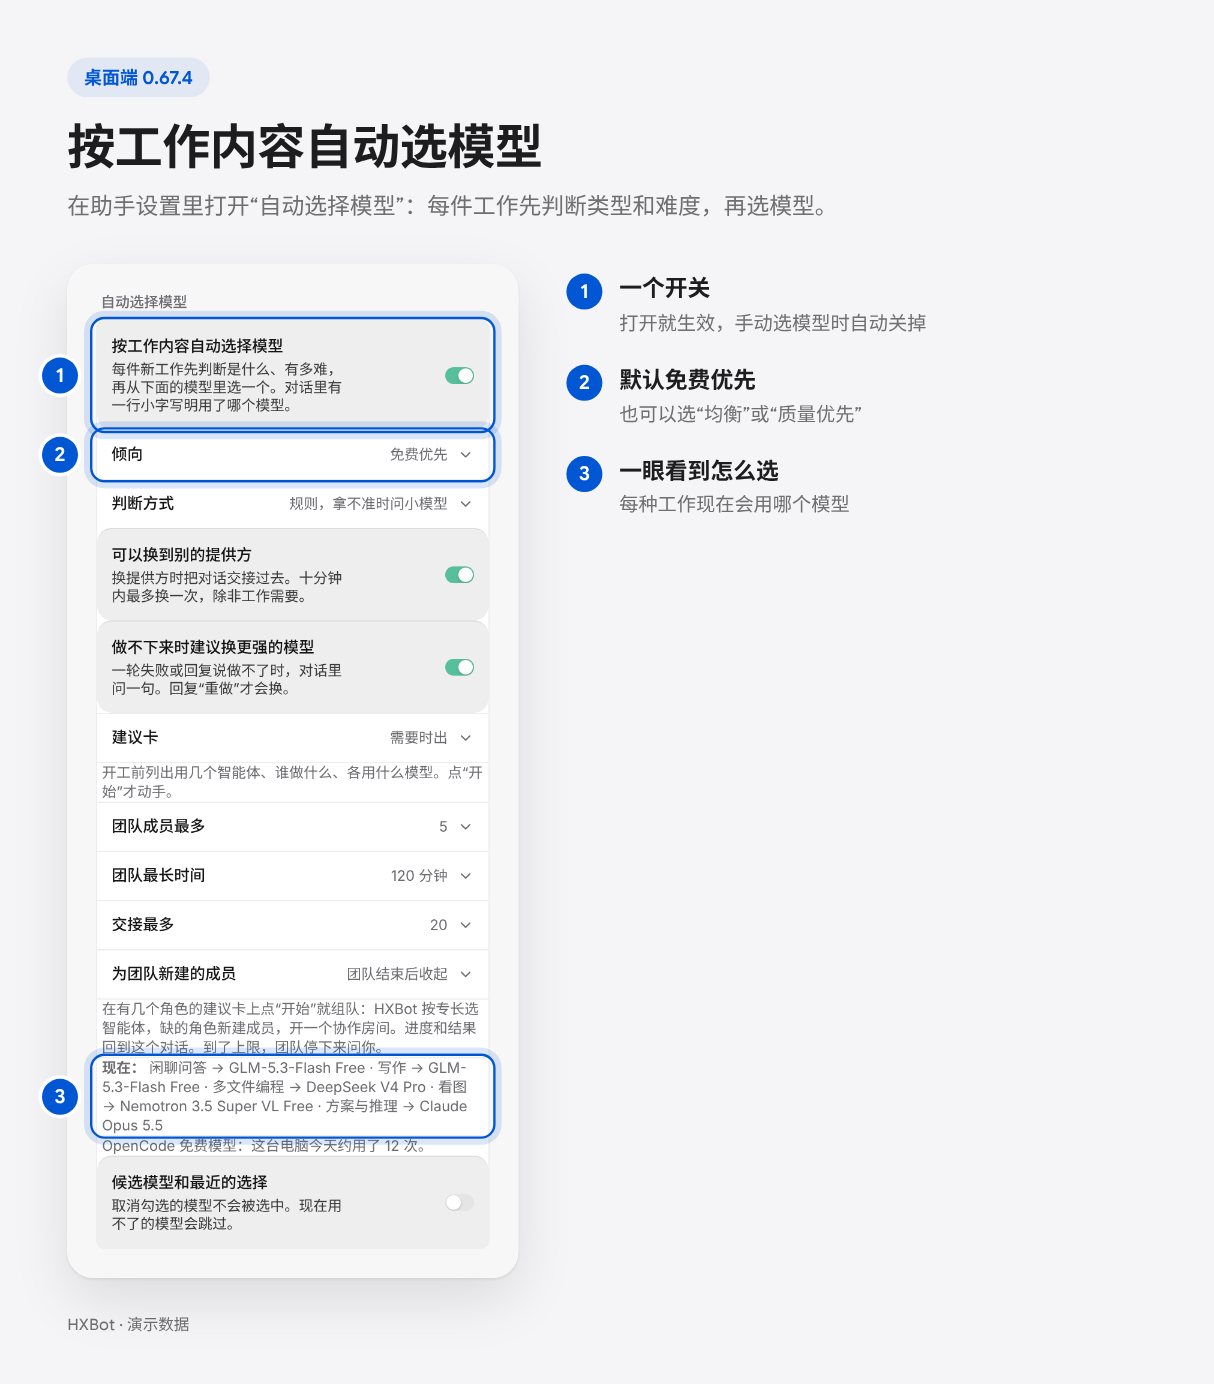 桌面端 0.67.4
按工作内容自动选模型
在助手设置里打开“自动选择模型”：每件工作先判断类型和难度，再选模型。
自动选择模型
1
按工作内容自动选择模型
每件新工作先判断是什么、有多难，
再从下面的模型里选一个。对话里有
一行小字写明用了哪个模型。
2
倾向
免费优先
判断方式
规则，拿不准时问小模型
可以换到别的提供方
换提供方时把对话交接过去。十分钟
内最多换一次，除非工作需要。
做不下来时建议换更强的模型
一轮失败或回复说做不了时，对话里
问一句。回复“重做”才会换。
建议卡
需要时出
开工前列出用几个智能体、谁做什么、各用什么模型。点“开
始”才动手。
团队成员最多
5
团队最长时间
120 分钟
交接最多
20
为团队新建的成员
团队结束后收起
在有几个角色的建议卡上点“开始”就组队：HXBot 按专长选
智能体，缺的角色新建成员，开一个协作房间。进度和结果
回到这个对话。到了上限，团队停下来问你。
3
现在： 闲聊问答 → GLM-5.3-Flash Free · 写作 → GLM-
5.3-Flash Free · 多文件编程 → DeepSeek V4 Pro · 看图
→ Nemotron 3.5 Super VL Free · 方案与推理 → Claude
Opus 5.5
OpenCode 免费模型：这台电脑今天约用了 12 次。
候选模型和最近的选择
取消勾选的模型不会被选中。现在用
不了的模型会跳过。
1
一个开关
打开就生效，手动选模型时自动关掉
2
默认免费优先
也可以选“均衡”或“质量优先”
3
一眼看到怎么选
每种工作现在会用哪个模型
HXBot · 演示数据